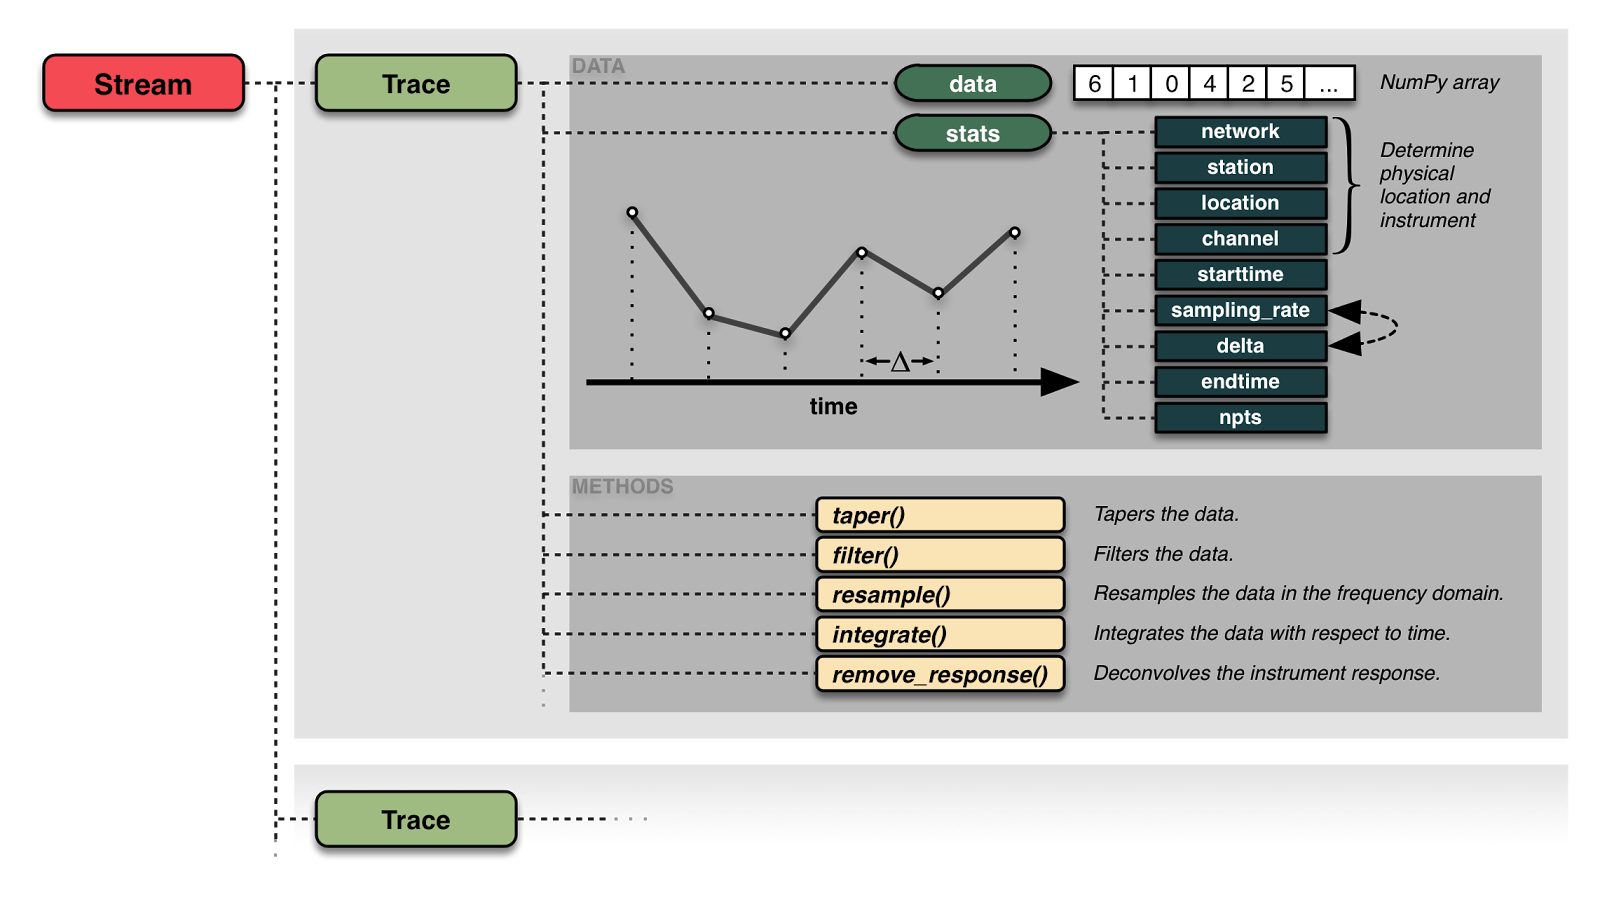 Stream
Trace
DATA
data
6 1 0 4 2 5 ...
NumPy array
stats
network
station
location
channel
starttime
sampling_rate
delta
endtime
npts
Determine
physical
location and
instrument
Δ
time
METHODS
taper() Tapers the data.
filter() Filters the data.
resample() Resamples the data in the frequency domain.
integrate() Integrates the data with respect to time.
remove_response() Deconvolves the instrument response.
Trace